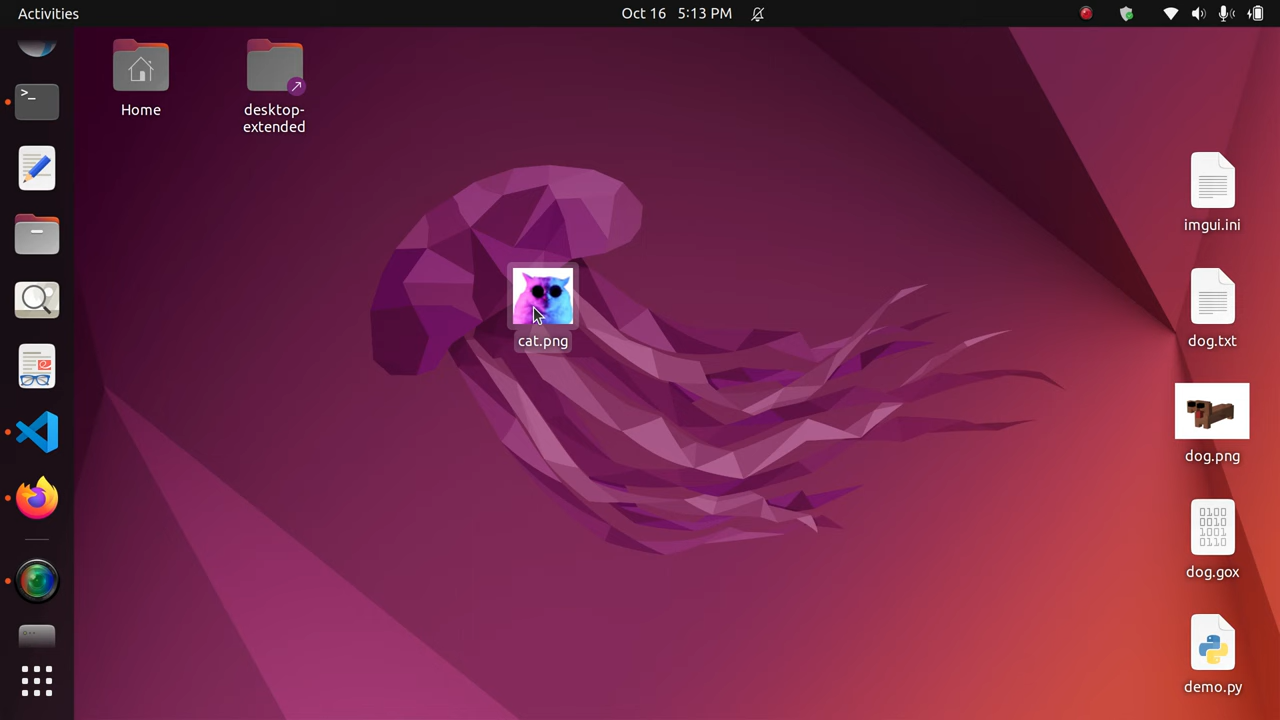 Activities
Oct 16 5:13 PM
Home
desktop-
extended
cat.png
imgui.ini
dog.txt
dog.png
dog.gox
demo.py